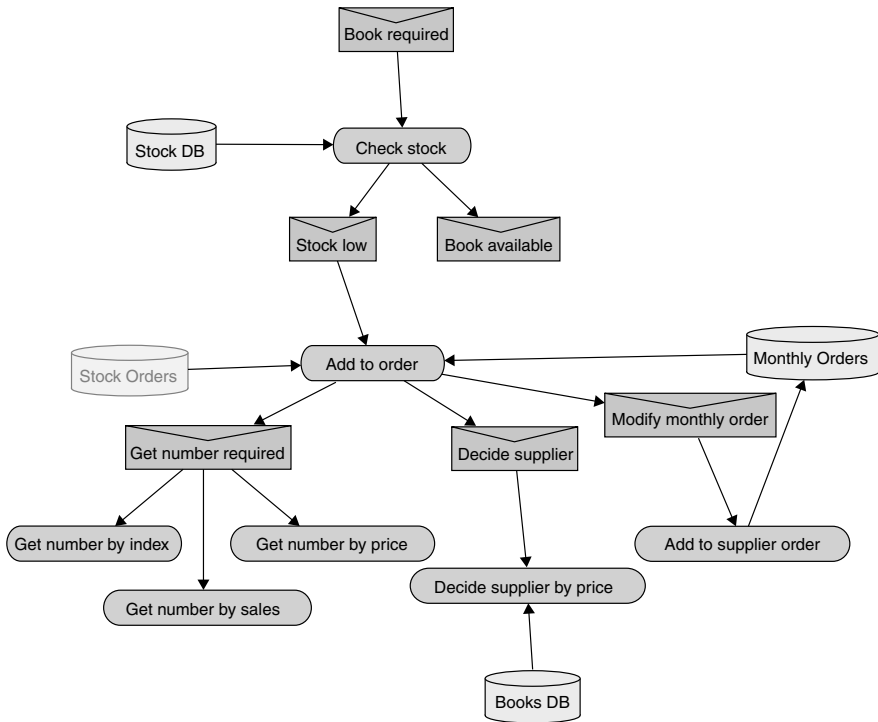 Book required
Stock DB
Check stock
Stock low
Book available
Stock Orders
Add to order
Monthly Orders
Get number required
Decide supplier
Modify monthly order
Get number by index
Get number by price
Add to supplier order
Get number by sales
Decide supplier by price
Books DB